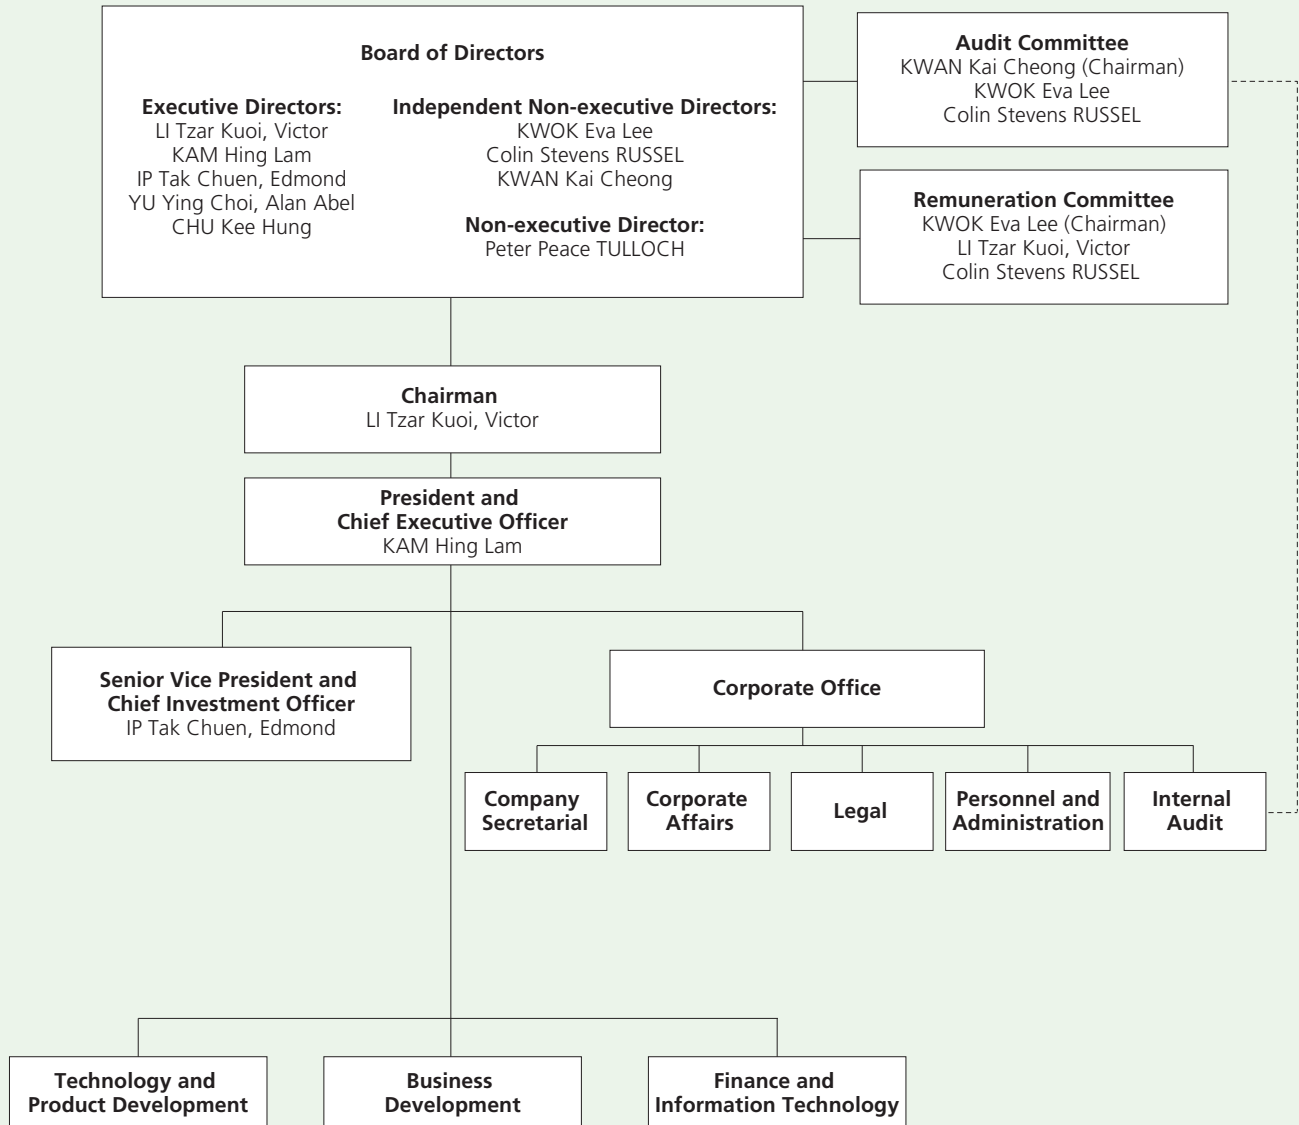 Board of Directors
Executive Directors:
LI Tzar Kuoi, Victor
KAM Hing Lam
IP Tak Chuen, Edmond
YU Ying Choi, Alan Abel
CHU Kee Hung
Independent Non-executive Directors:
KWOK Eva Lee
Colin Stevens RUSSEL
KWAN Kai Cheong
Non-executive Director:
Peter Peace TULLOCH
Audit Committee
KWAN Kai Cheong (Chairman)
KWOK Eva Lee
Colin Stevens RUSSEL
Remuneration Committee
KWOK Eva Lee (Chairman)
LI Tzar Kuoi, Victor
Colin Stevens RUSSEL
Chairman
LI Tzar Kuoi, Victor
President and
Chief Executive Officer
KAM Hing Lam
Senior Vice President and
Chief Investment Officer
IP Tak Chuen, Edmond
Corporate Office
Company
Secretarial
Corporate
Affairs
Legal
Personnel and
Administration
Internal
Audit
Technology and
Product Development
Business
Development
Finance and
Information Technology